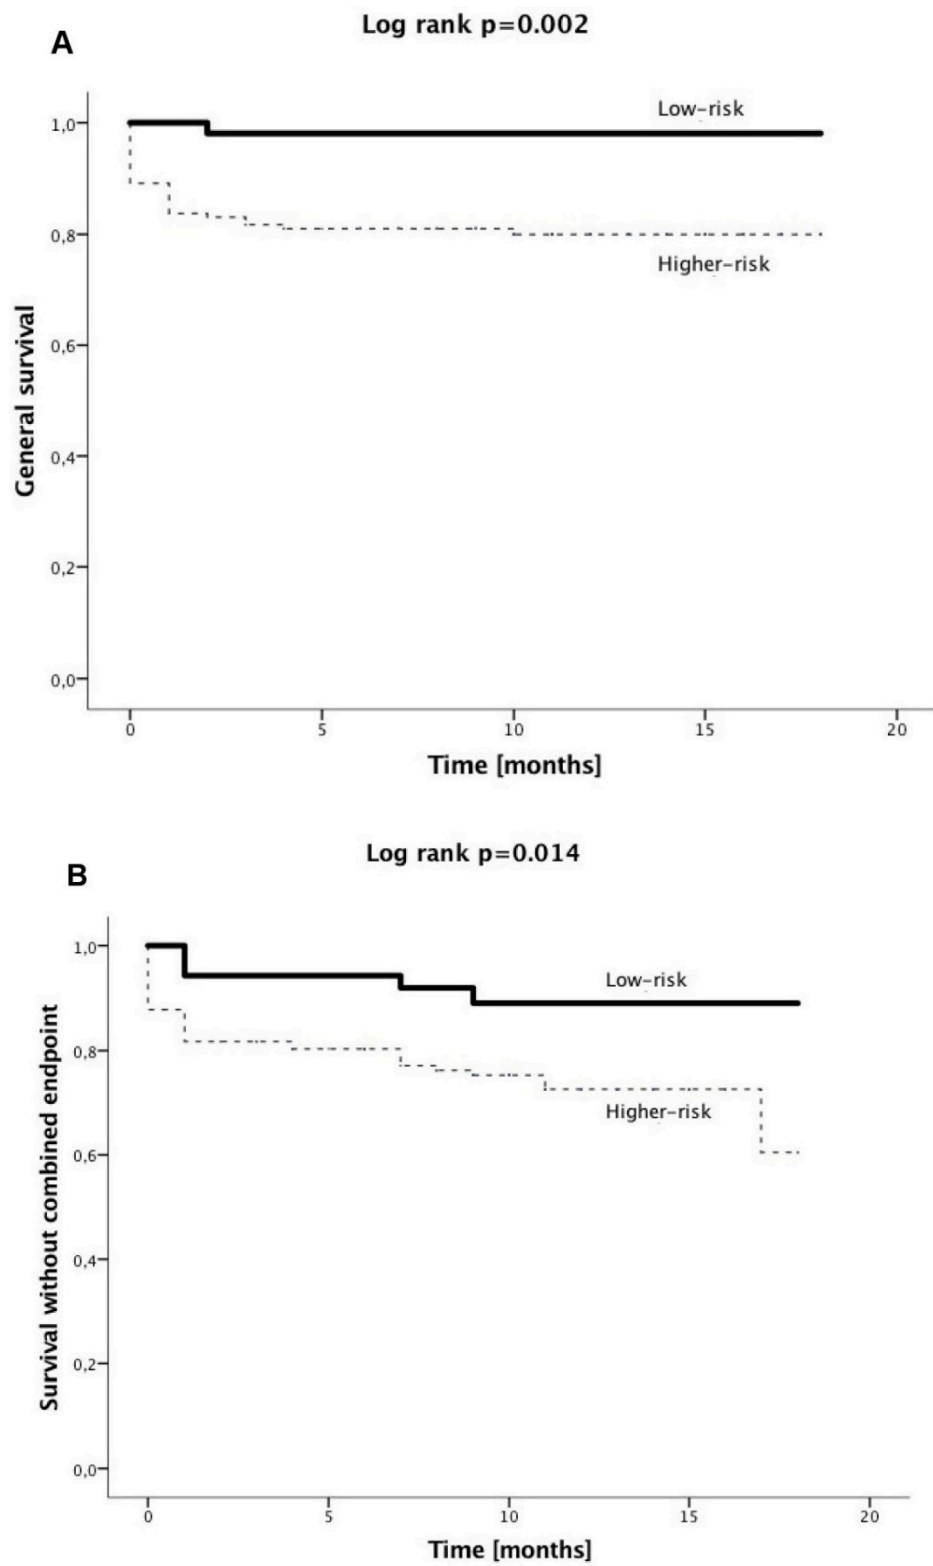 Log rank p=0.002
A
1,0
Low-risk
0,8
Higher-risk
0,6
General survival
0,4
0,2
0,0
0 5 10 15 20
Time [months]
Log rank p=0.014
B
1,0
Low-risk
0,8
Higher-risk
0,6
Survival without combined endpoint
0,4
0,2
0,0
0 5 10 15 20
Time [months]